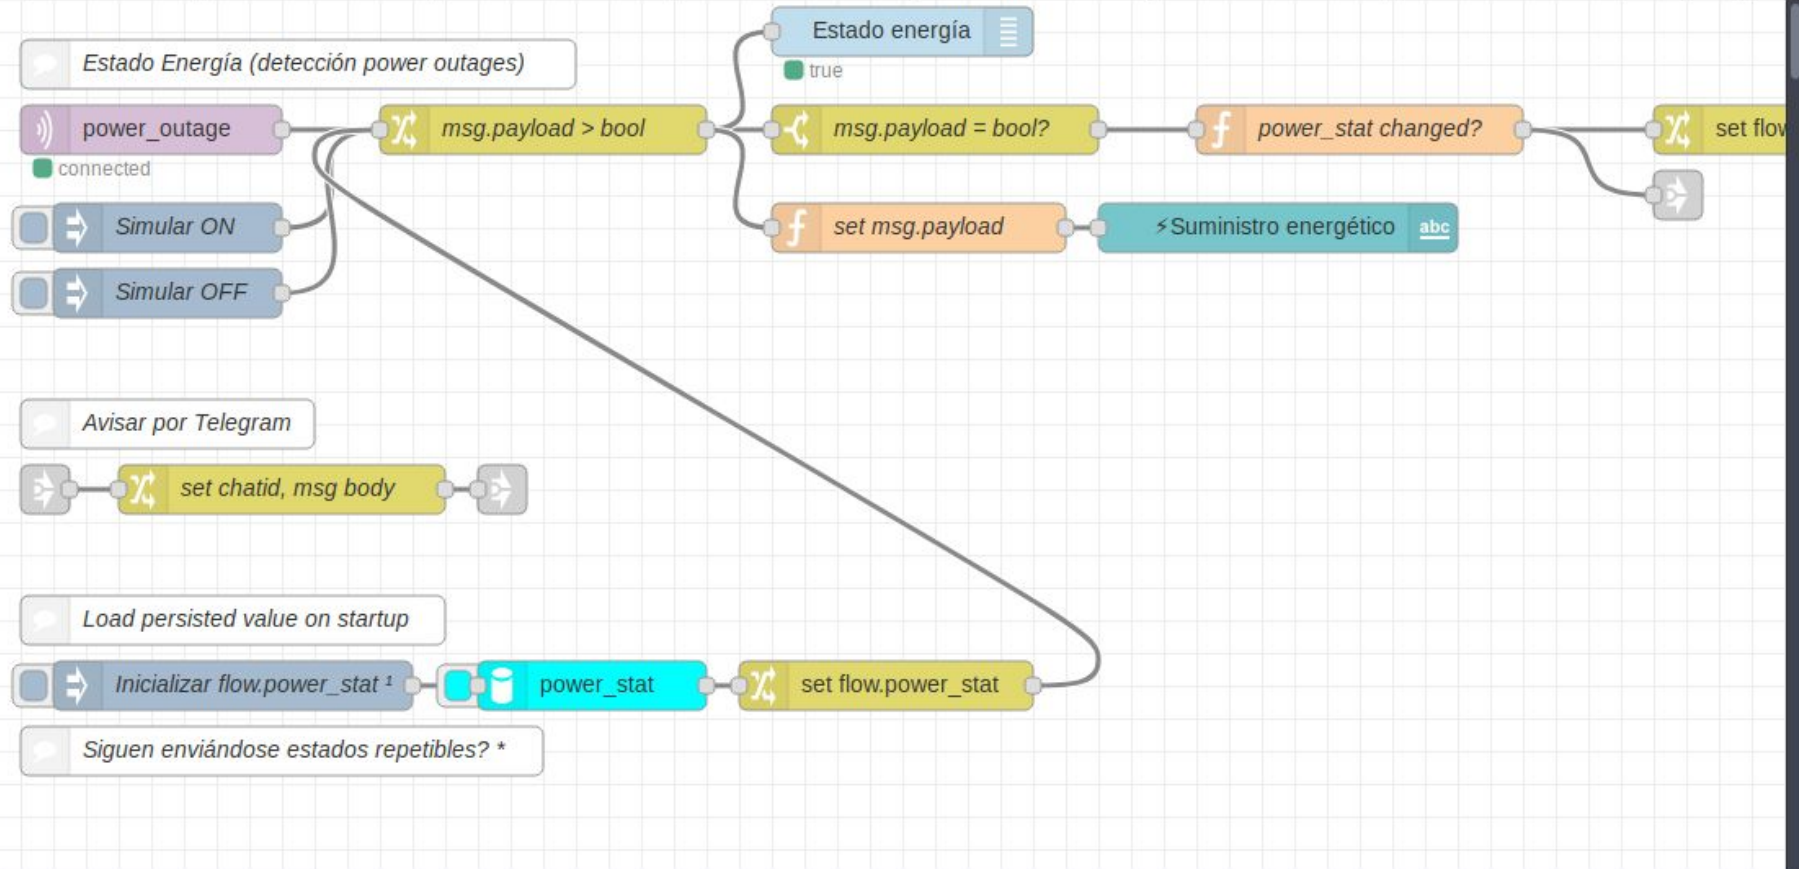 Estado energía
true
Estado Energía (detección power outages)
power_outage
connected
msg.payload > bool
msg.payload = bool?
power_stat changed?
set flow
Simular ON
set msg.payload
⚡Suministro energético
abc
Simular OFF
Avisar por Telegram
set chatid, msg body
Load persisted value on startup
Inicializar flow.power_stat ¹
power_stat
set flow.power_stat
Siguen enviándose estados repetibles? *